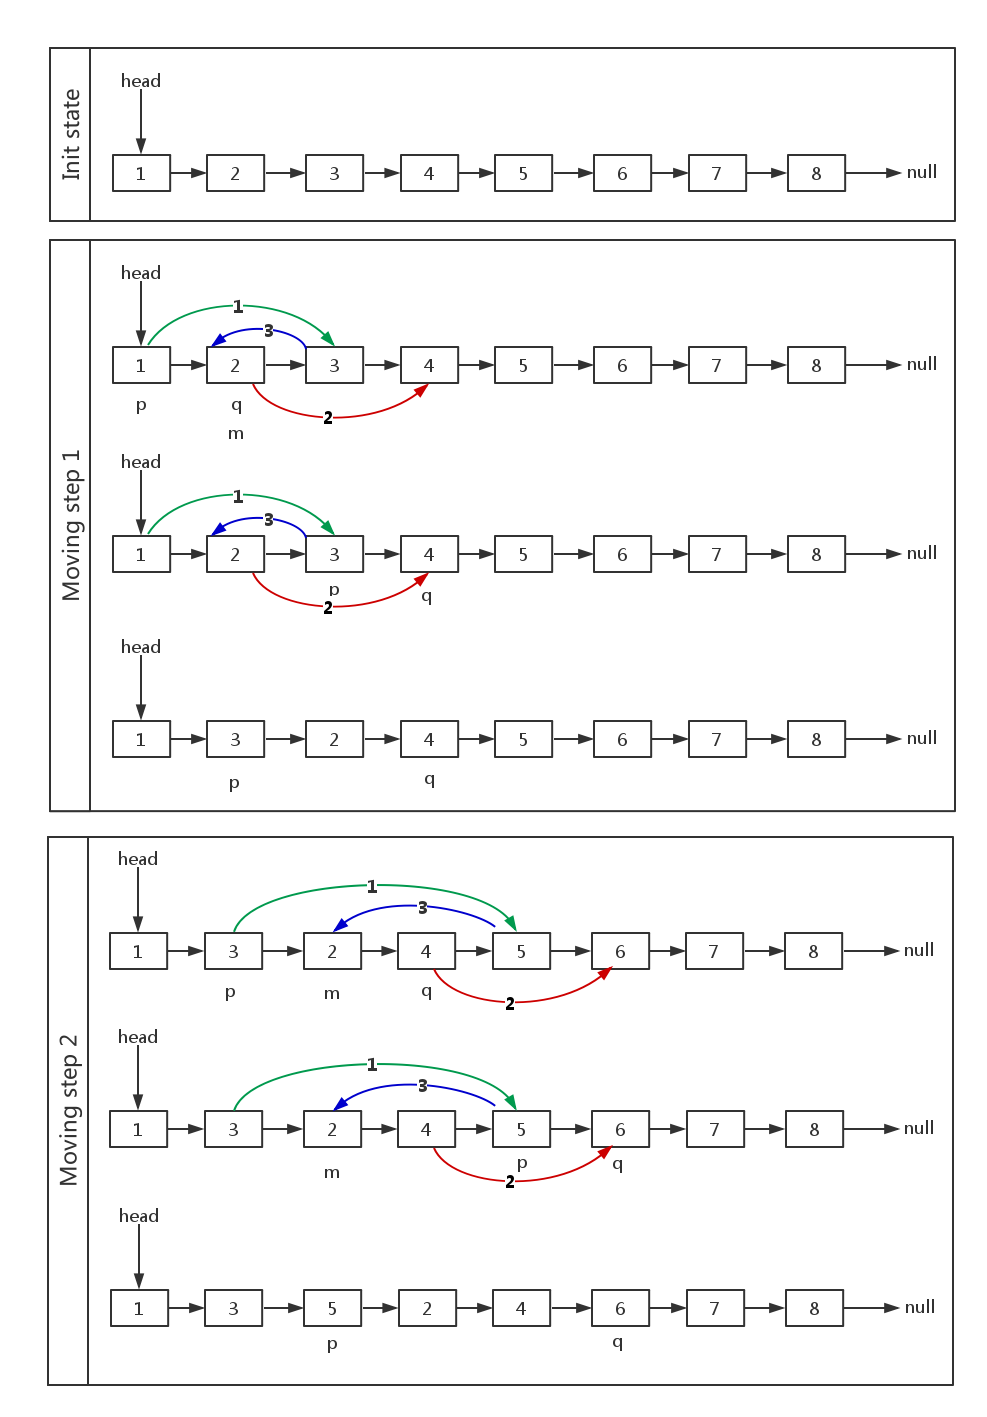 Init state
head
1 2 3 4 5 6 7 8 null
Moving step 1
head
1
3
1 2 3 4 5 6 7 8 null
p q
2
m
head
1
3
1 2 3 4 5 6 7 8 null
p q
2
head
1 3 2 4 5 6 7 8 null
p q
Moving step 2
head
1
3
1 3 2 4 5 6 7 8 null
p m q
2
head
1
3
1 3 2 4 5 6 7 8 null
m p q
2
head
1 3 5 2 4 6 7 8 null
p q